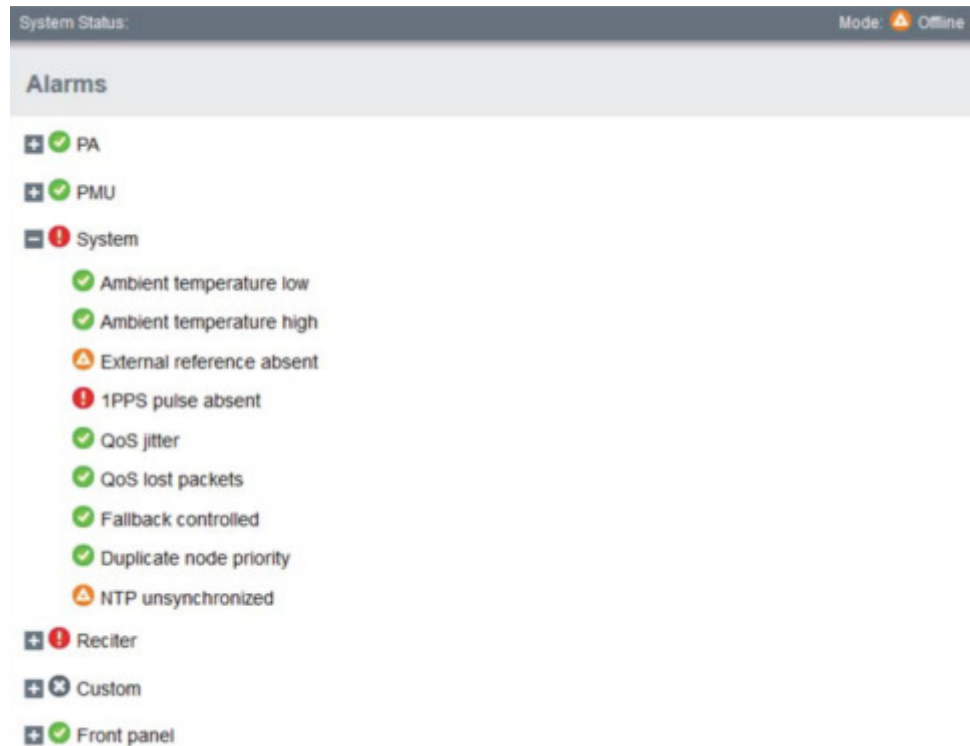 System Status: Mode: Offline
Alarms
PA
PMU
System
Ambient temperature low
Ambient temperature high
External reference absent
1PPS pulse absent
QoS jitter
QoS lost packets
Fallback controlled
Duplicate node priority
NTP unsynchronized
Reciter
Custom
Front panel